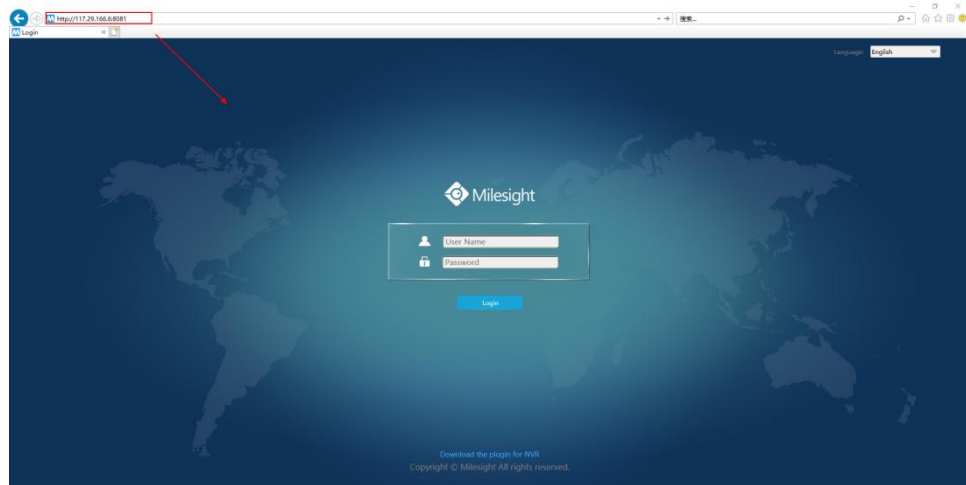 http://117.29.166.6:8081
搜索...
Login
Language: English
Milesight
User Name
Password
Login
Download the plugin for NVR
Copyright © Milesight All rights reserved.